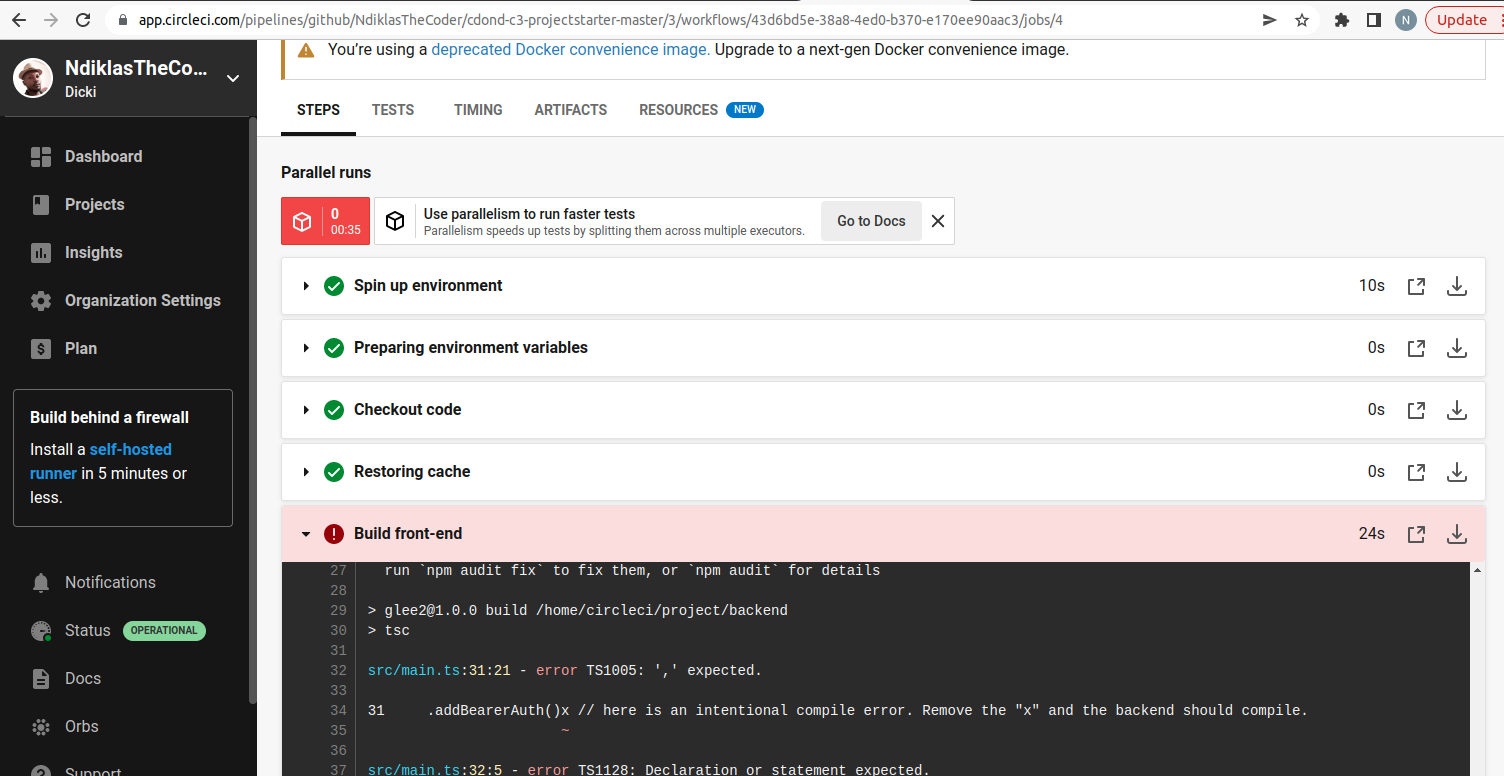 app.circleci.com/pipelines/github/NdiklasTheCoder/cdond-c3-projectstarter-master/3/workflows/43d6bd5e-38a8-4ed0-b370-e170ee90aac3/jobs/4
N
Update
NdiklasTheCo...
Dicki
Dashboard
Projects
Insights
Organization Settings
Plan
Build behind a firewall
Install a self-hosted
runner in 5 minutes or
less.
Notifications
Status OPERATIONAL
Docs
Orbs
Support
You're using a deprecated Docker convenience image. Upgrade to a next-gen Docker convenience image.
STEPS TESTS TIMING ARTIFACTS RESOURCES NEW
Parallel runs
0
00:35
Use parallelism to run faster tests
Parallelism speeds up tests by splitting them across multiple executors.
Go to Docs
Spin up environment 10s
Preparing environment variables 0s
Checkout code 0s
Restoring cache 0s
Build front-end 24s
27 run `npm audit fix` to fix them, or `npm audit` for details
28
29 > glee2@1.0.0 build /home/circleci/project/backend
30 > tsc
31
32 src/main.ts:31:21 - error TS1005: ',' expected.
33
34 31 .addBearerAuth()x // here is an intentional compile error. Remove the "x" and the backend should compile.
35 ~
36
37 src/main.ts:32:5 - error TS1128: Declaration or statement expected.